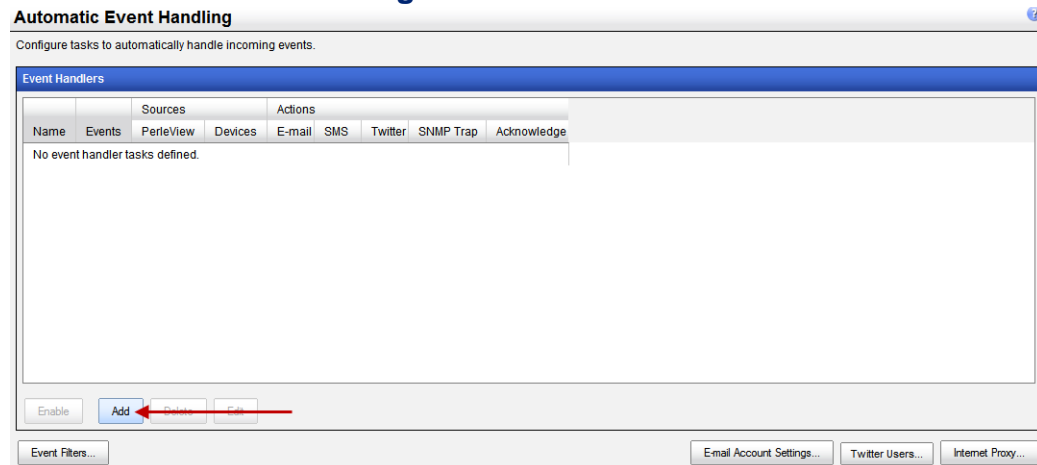 Automatic Event Handling
Configure tasks to automatically handle incoming events.
Event Handlers
Sources Actions
Name Events PerleView Devices E-mail SMS Twitter SNMP Trap Acknowledge
No event handler tasks defined.
Enable Add Delete Edit
Event Filters... E-mail Account Settings... Twitter Users... Internet Proxy...